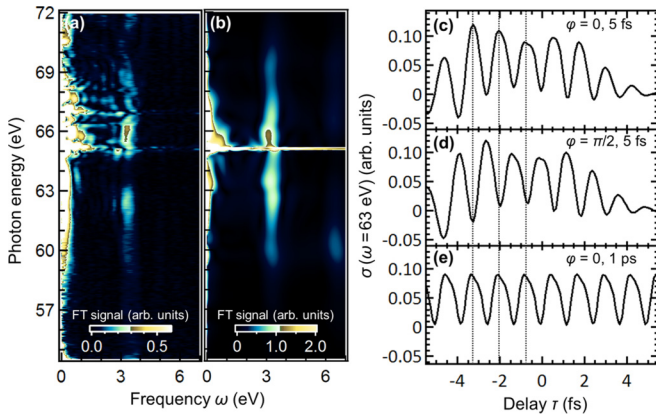 (a)
(b)
Photon energy (eV)
72
69
66
63
60
57
FT signal (arb. units)
0.0 0.5
FT signal (arb. units)
0.0 1.0 2.0
0 3 6
0 3 6
Frequency ω (eV)
σ (ω = 63 eV) (arb. units)
(c)
φ = 0, 5 fs
0.10
0.05
0
-0.05
(d)
φ = π/2, 5 fs
0.10
0.05
0
-0.05
(e)
φ = 0, 1 ps
0.10
0.05
0
-0.05
-4 -2 0 2 4
Delay τ (fs)